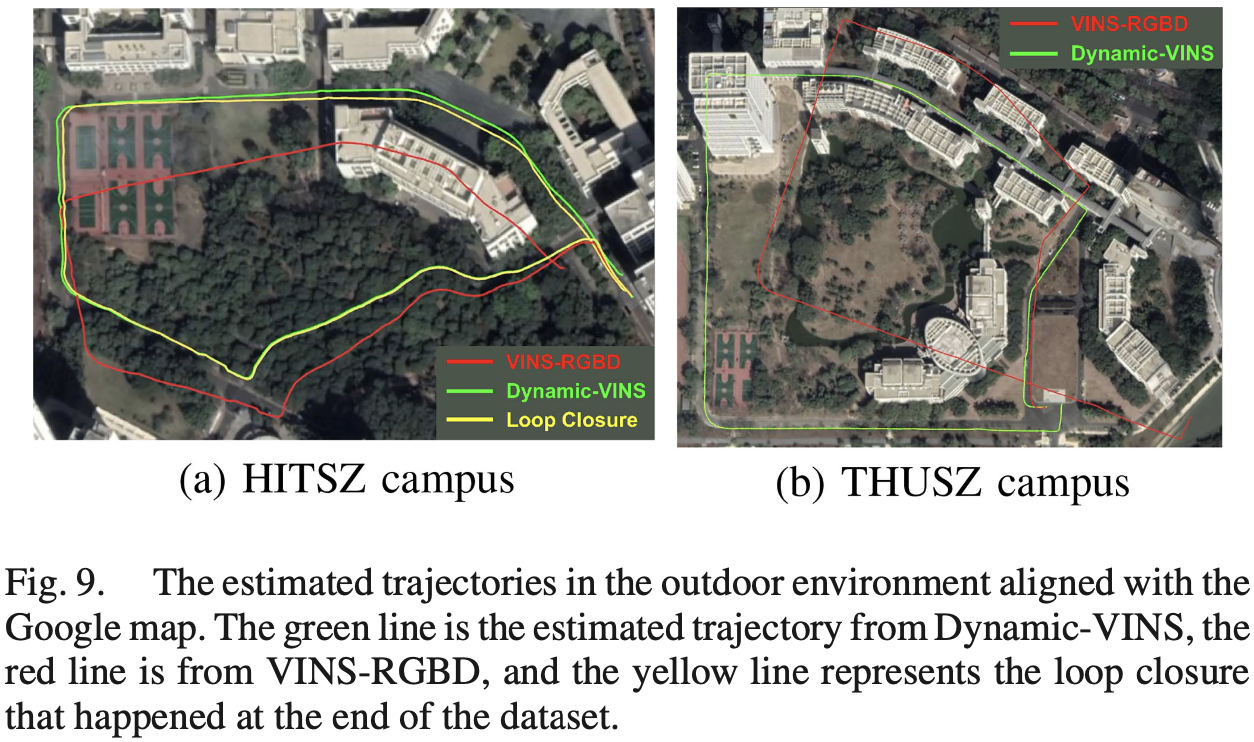 VINS-RGBD
Dynamic-VINS
Loop Closure
VINS-RGBD
Dynamic-VINS
(a) HITSZ campus
(b) THUSZ campus
Fig. 9. The estimated trajectories in the outdoor environment aligned with the
Google map. The green line is the estimated trajectory from Dynamic-VINS, the
red line is from VINS-RGBD, and the yellow line represents the loop closure
that happened at the end of the dataset.